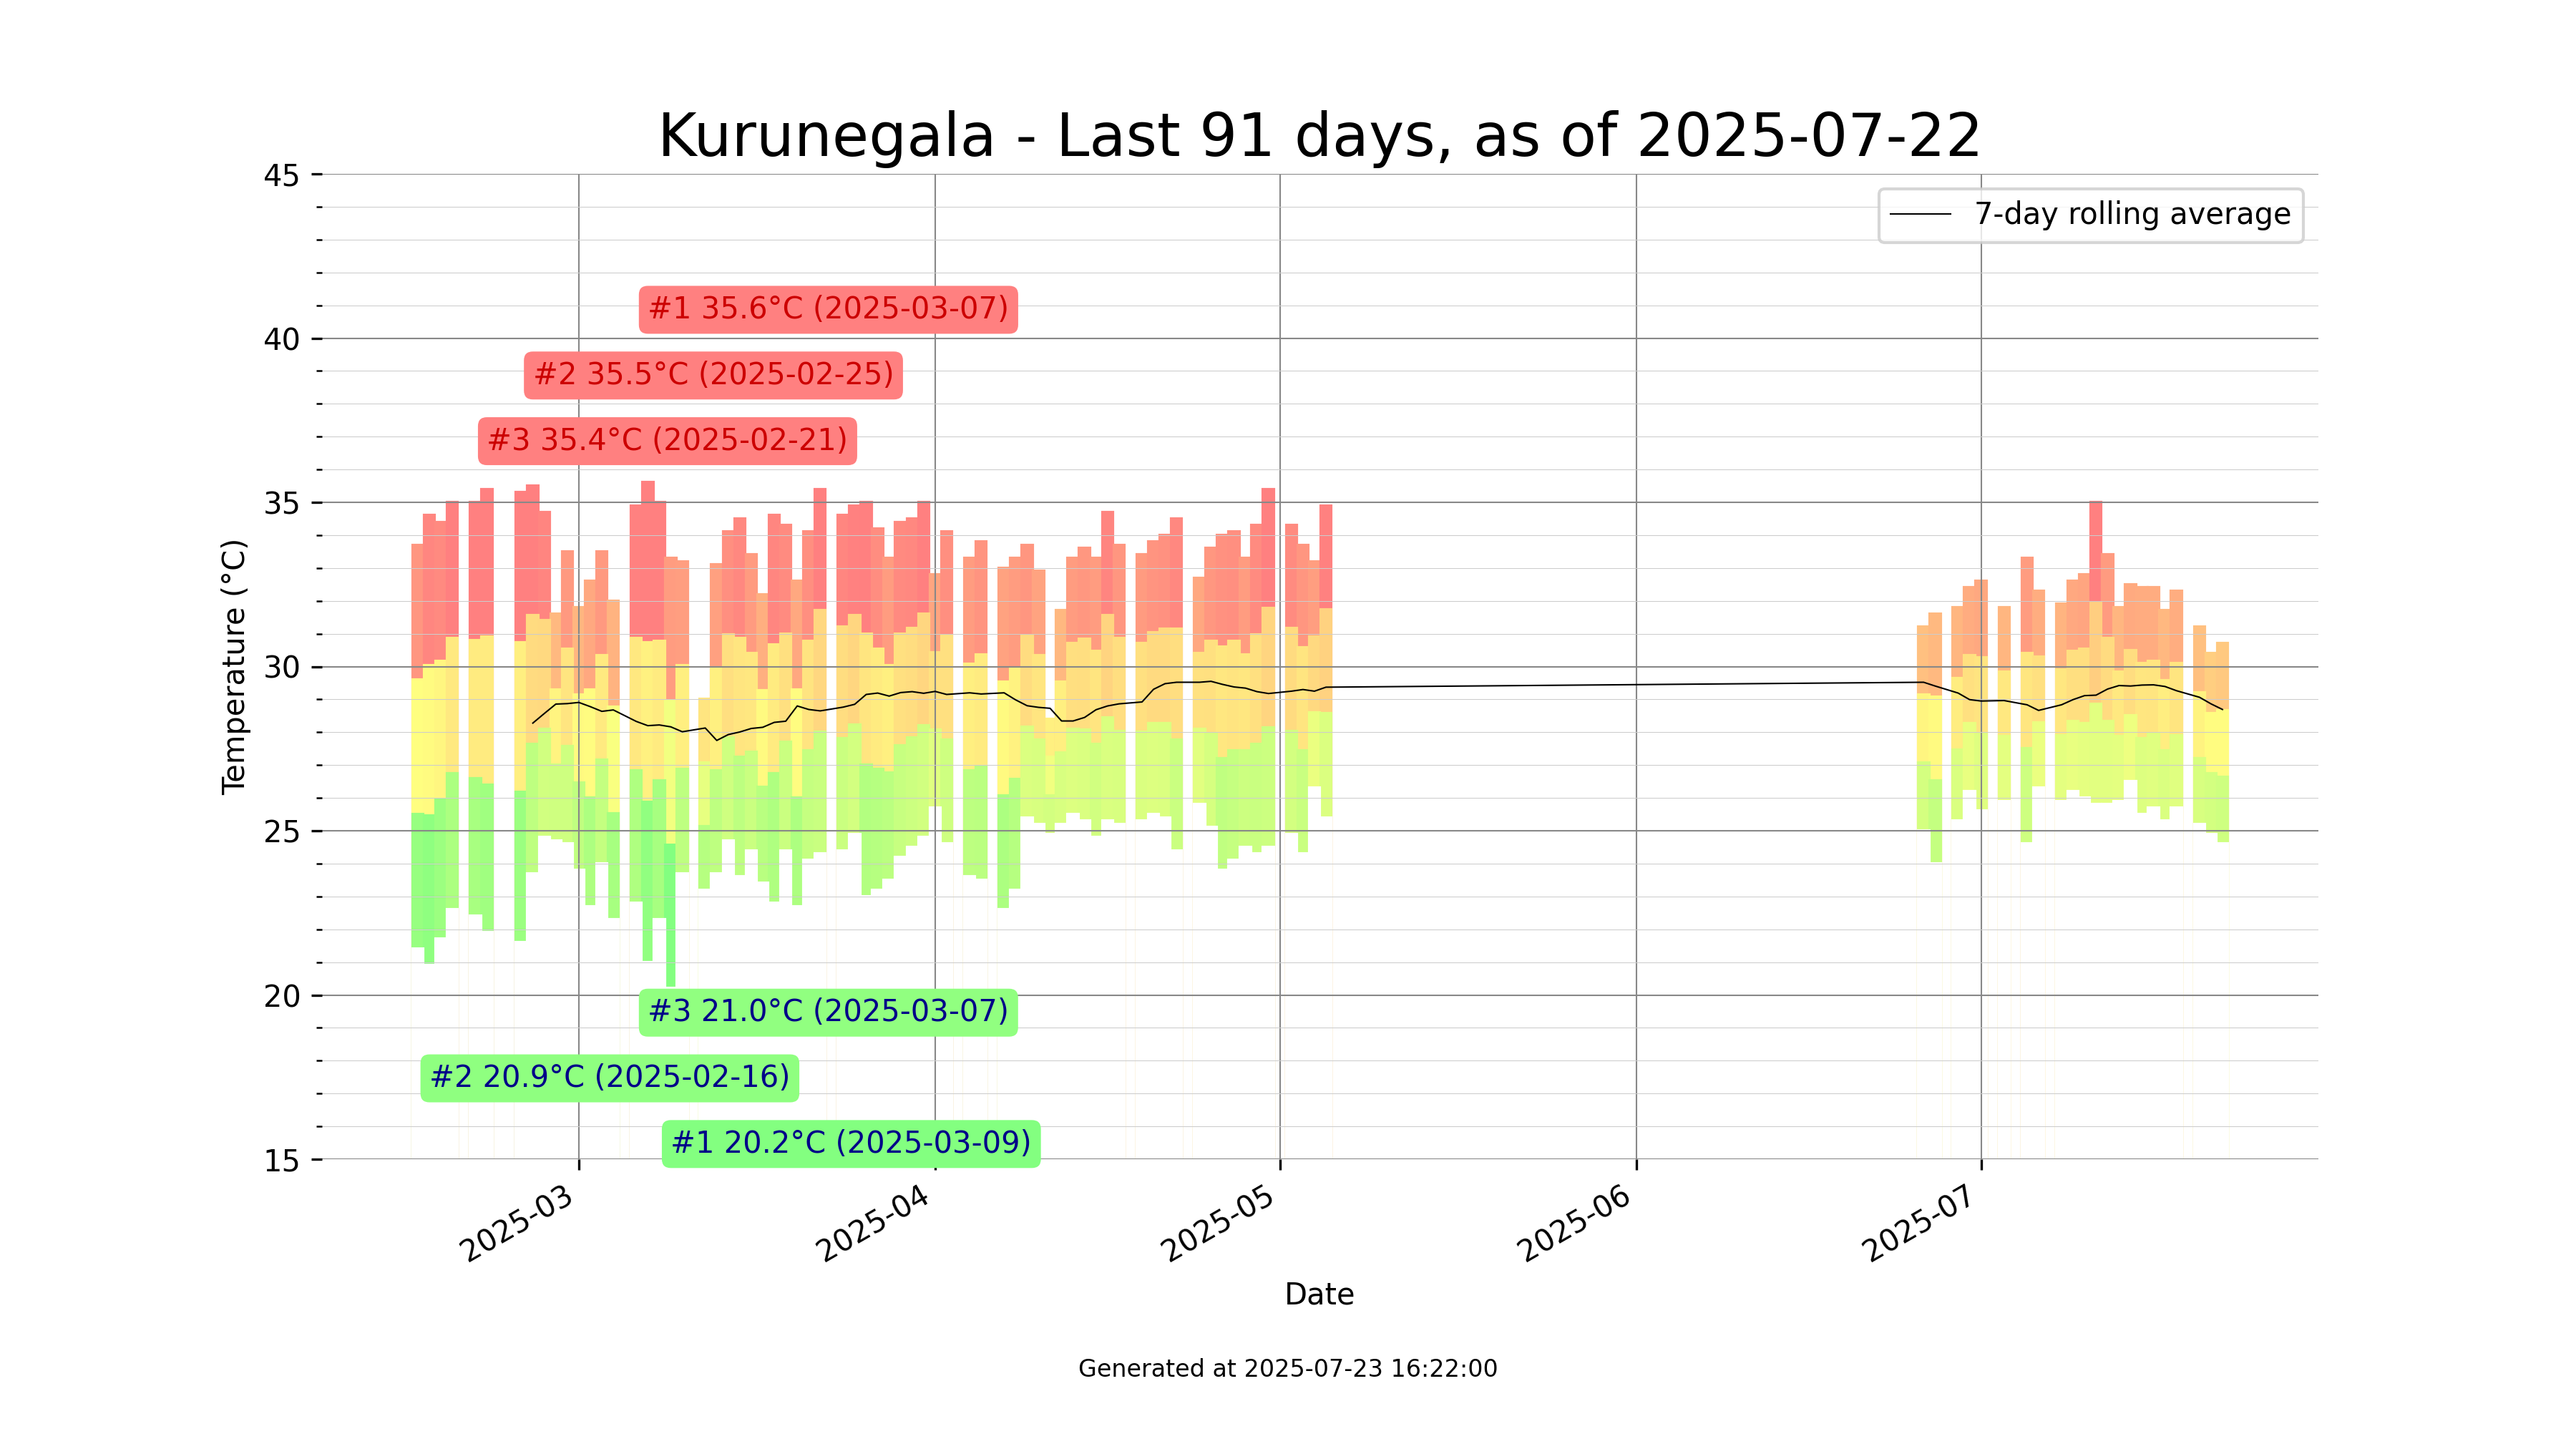 Kurunegala - Last 91 days, as of 2025-07-22
45
7-day rolling average
#1 35.6°C (2025-03-07)
40
#2 35.5°C (2025-02-25)
#3 35.4°C (2025-02-21)
35
30
Temperature (°C)
25
20
#3 21.0°C (2025-03-07)
#2 20.9°C (2025-02-16)
#1 20.2°C (2025-03-09)
15
2025-03
2025-04
2025-05
2025-06
2025-07
Date
Generated at 2025-07-23 16:22:00